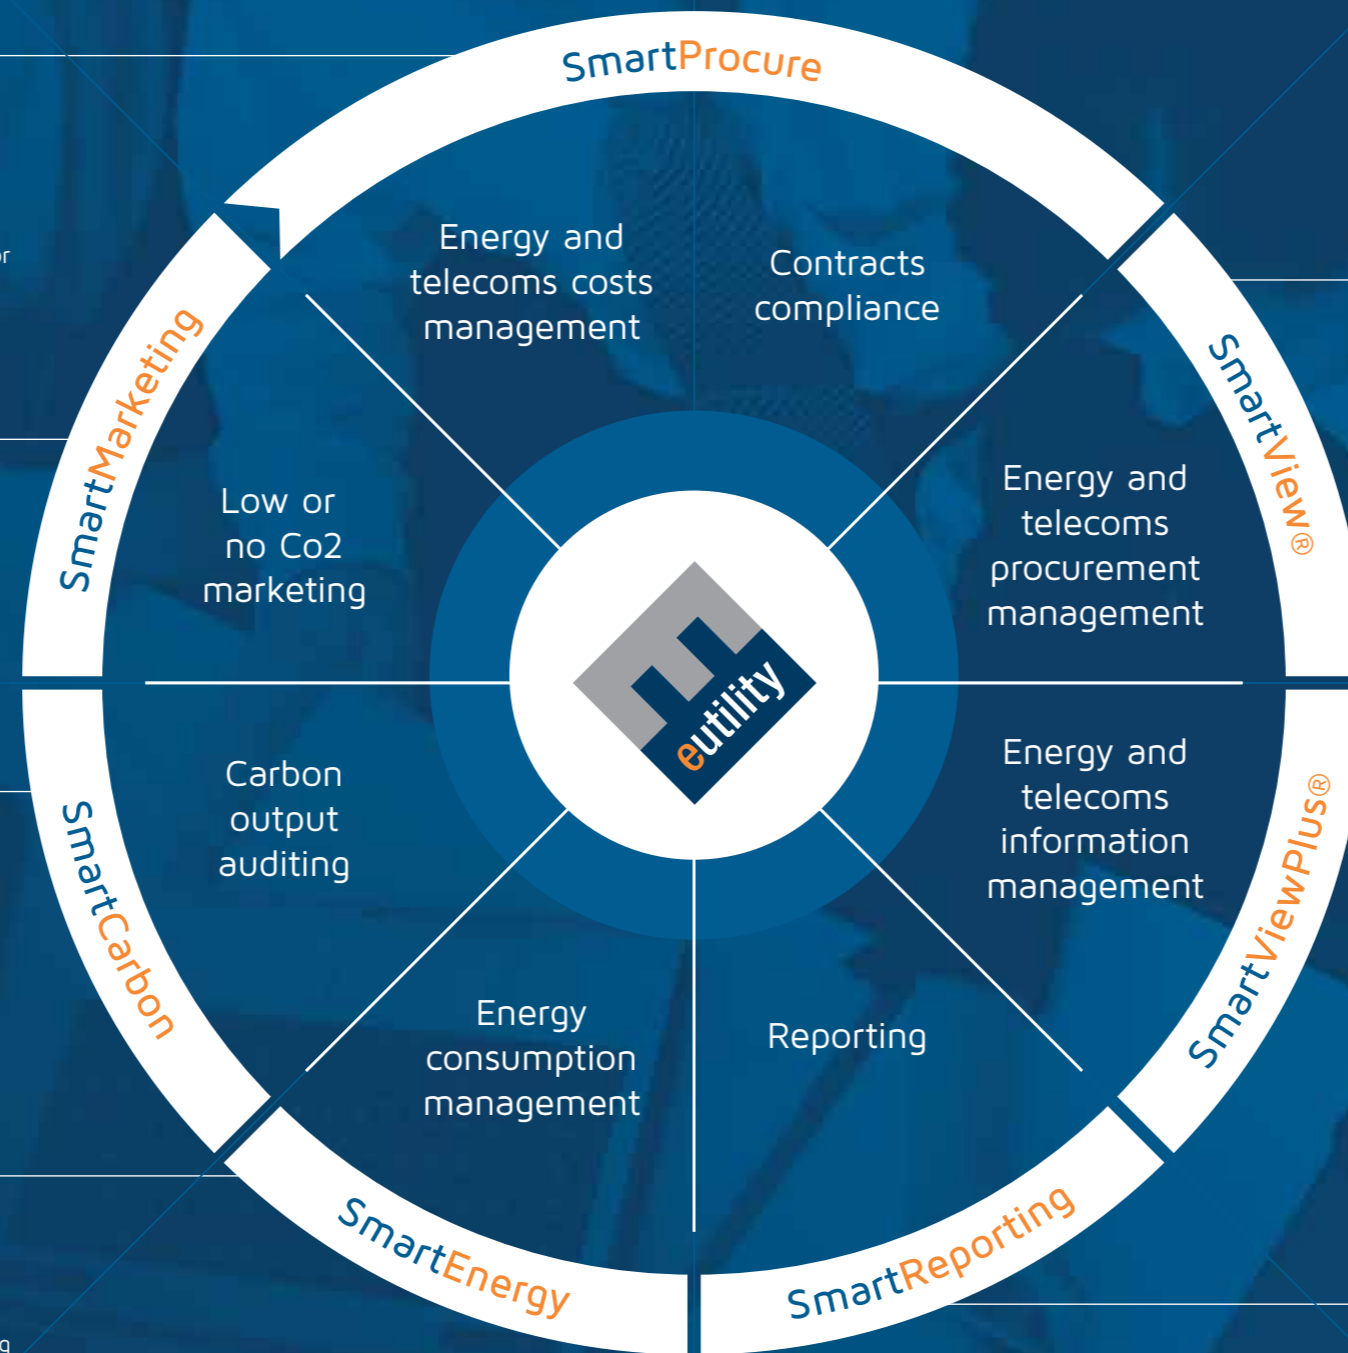 SmartProcure
Energy and
telecoms costs
management
Contracts
compliance
SmartView®
Energy and
telecoms
procurement
management
SmartViewPlus®
Energy and
telecoms
information
management
SmartReporting
Reporting
SmartEnergy
Energy
consumption
management
SmartCarbon
Carbon
output
auditing
SmartMarketing
Low or
no Co2
marketing
eutility